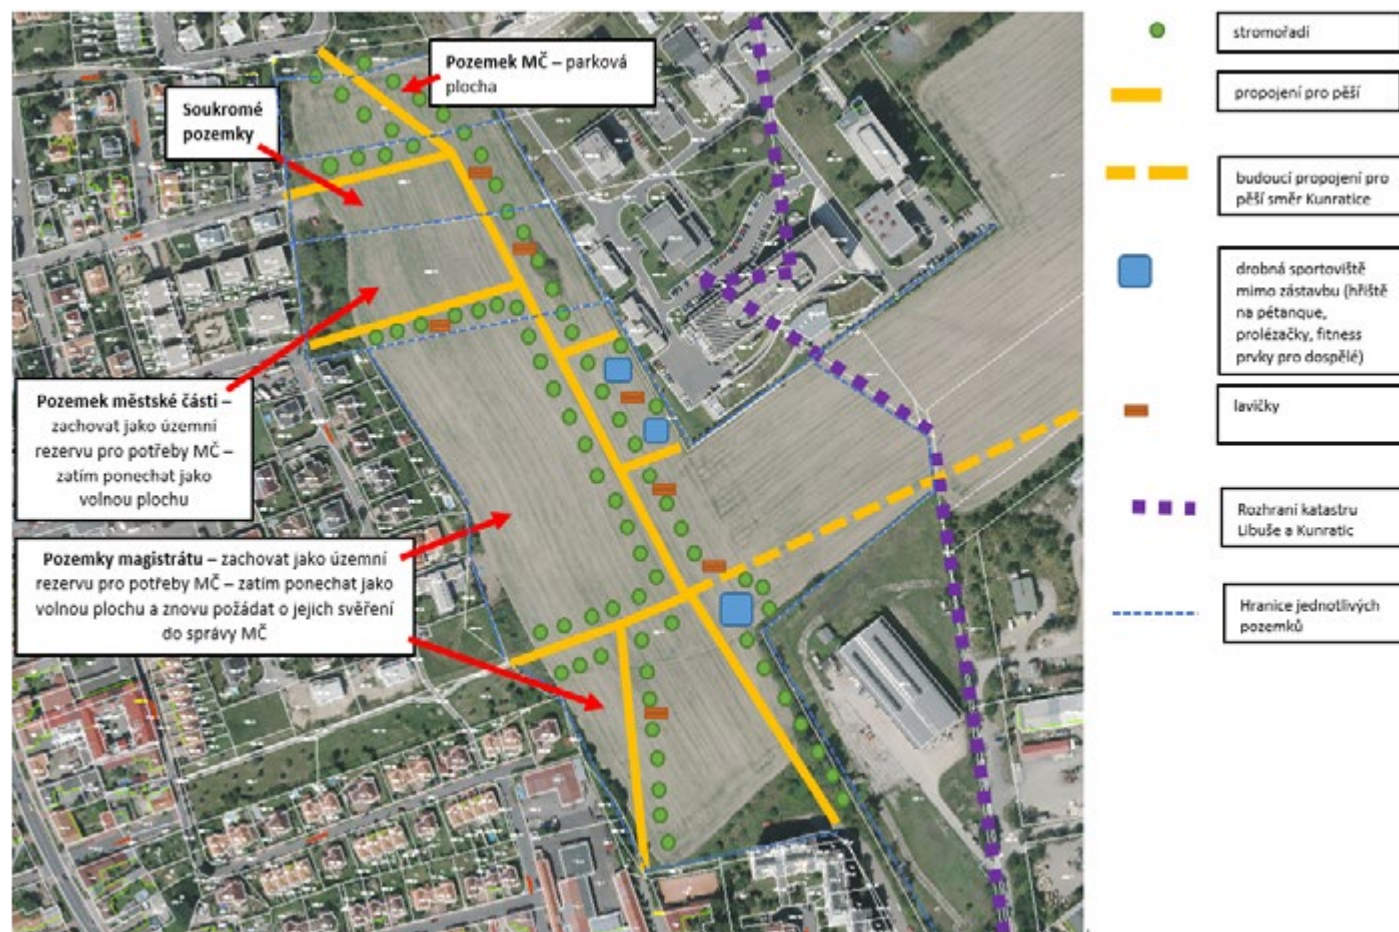 Pozemek MČ – parková
plocha
Soukromé
pozemky
Pozemek městské části –
zachovat jako územní
rezervu pro potřeby MČ –
zatím ponechat jako
volnou plochu
Pozemky magistrátu – zachovat jako územní
rezervu pro potřeby MČ – zatím ponechat jako
volnou plochu a znovu požádat o jejich svěření
do správy MČ
stromořadí
propojení pro pěší
budoucí propojení pro
pěší směr Kunratice
drobná sportoviště
mimo zástavbu (hřiště
na pétanque,
prolézačky, fitness
prvky pro dospělé)
lavičky
Rozhraní katastru
Libuše a Kunratic
Hranice jednotlivých
pozemků